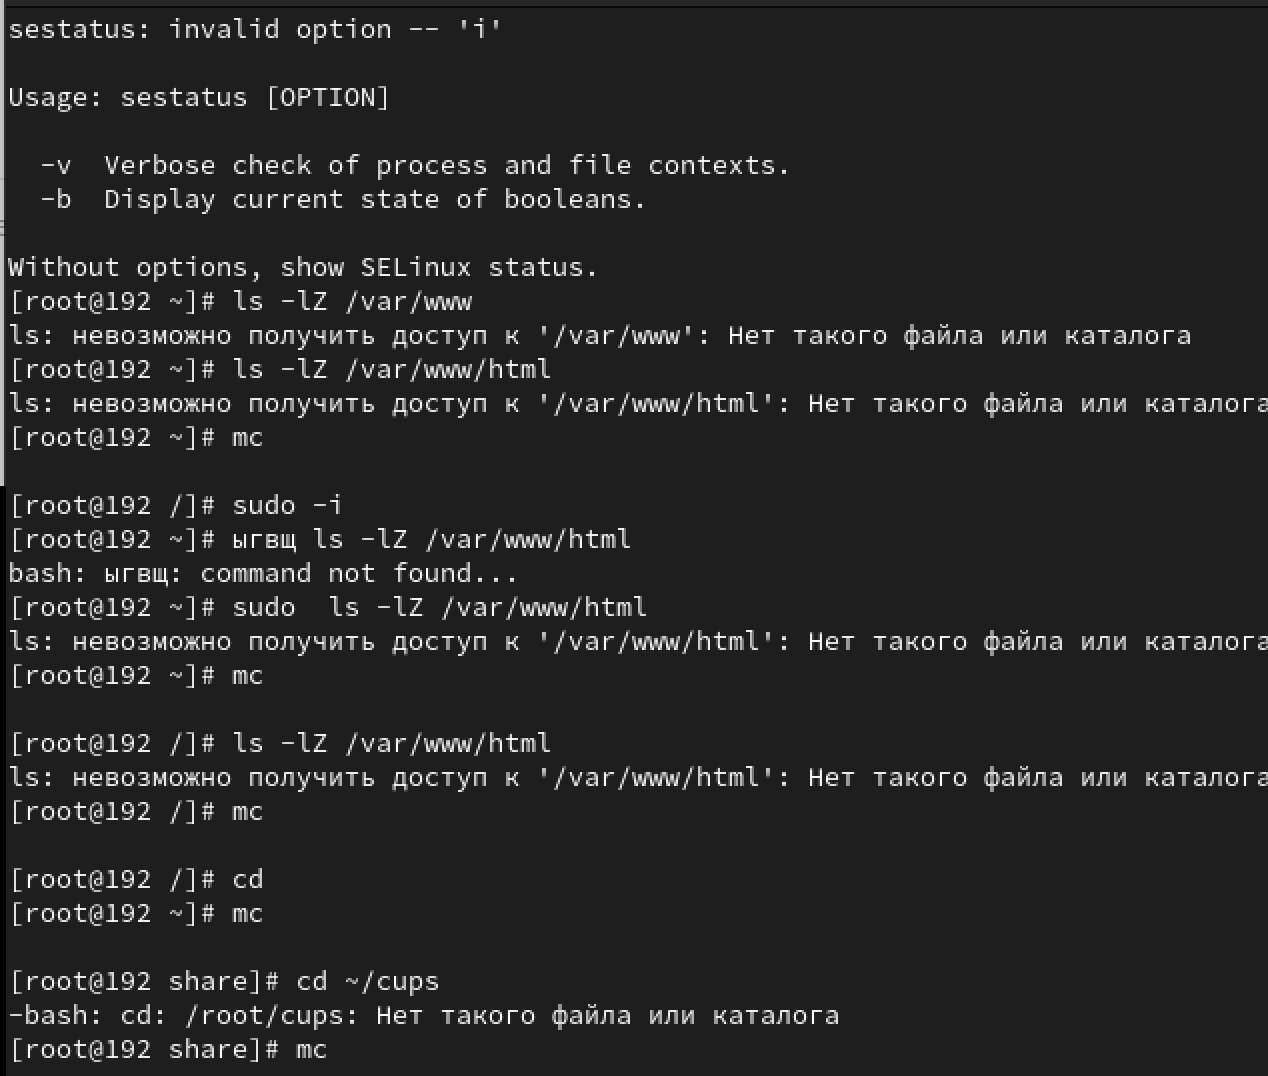 sestatus: invalid option -- 'i'
Usage: sestatus [OPTION]
-v  Verbose check of process and file contexts.
-b  Display current state of booleans.
Without options, show SELinux status.
[root@192 ~]# ls -lZ /var/www
ls: невозможно получить доступ к '/var/www': Нет такого файла или каталога
[root@192 ~]# ls -lZ /var/www/html
ls: невозможно получить доступ к '/var/www/html': Нет такого файла или каталога
[root@192 ~]# mc
[root@192 /]# sudo -i
[root@192 ~]# ыгвщ ls -lZ /var/www/html
bash: ыгвщ: command not found...
[root@192 ~]# sudo  ls -lZ /var/www/html
ls: невозможно получить доступ к '/var/www/html': Нет такого файла или каталога
[root@192 ~]# mc
[root@192 /]# ls -lZ /var/www/html
ls: невозможно получить доступ к '/var/www/html': Нет такого файла или каталога
[root@192 /]# mc
[root@192 /]# cd
[root@192 ~]# mc
[root@192 share]# cd ~/cups
-bash: cd: /root/cups: Нет такого файла или каталога
[root@192 share]# mc